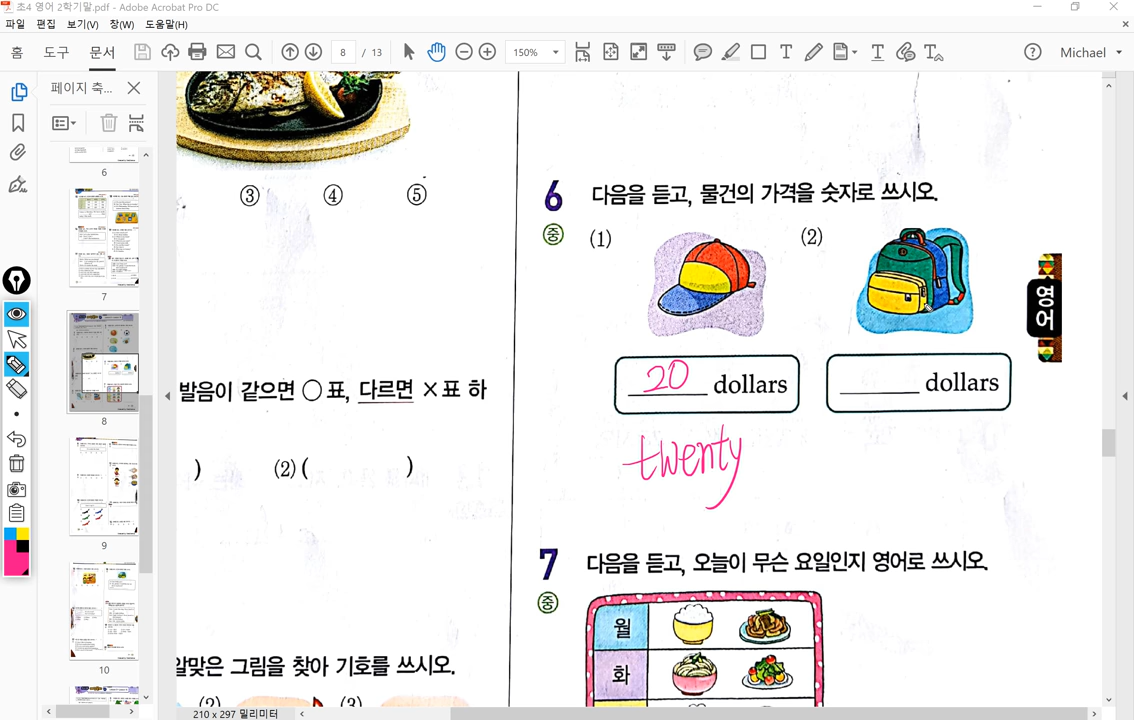 초4 영어 2학기말.pdf - Adobe Acrobat Pro DC
파일 편집 보기(V) 창(W) 도움말(H)
홈 도구 문서 8 / 13 150% Michael
페이지 축...
6
7
8
9
10
③ ④ ⑤
발음이 같으면 ○표, 다르면 ×표 하
) (2) ( )
알맞은 그림을 찾아 기호를 쓰시오.
(2) (3)
6 다음을 듣고, 물건의 가격을 숫자로 쓰시오.
중 (1) (2)
20 dollars
dollars
twenty
영어
7 다음을 듣고, 오늘이 무슨 요일인지 영어로 쓰시오.
중
월
화
210 x 297 밀리미터